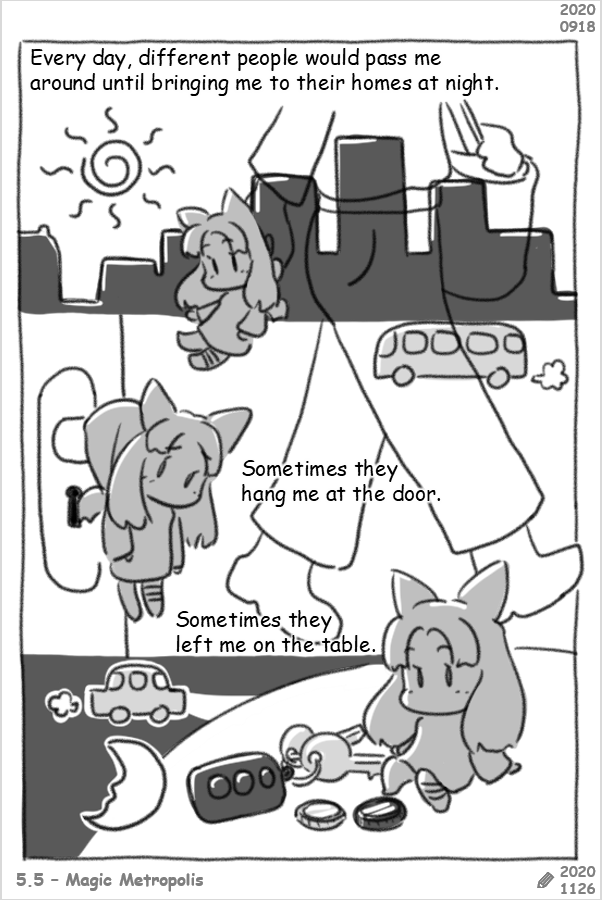 2020
0918
Every day, different people would pass me
around until bringing me to their homes at night.
Sometimes they
hang me at the door.
Sometimes they
left me on the table.
5.5 – Magic Metropolis
2020
1126